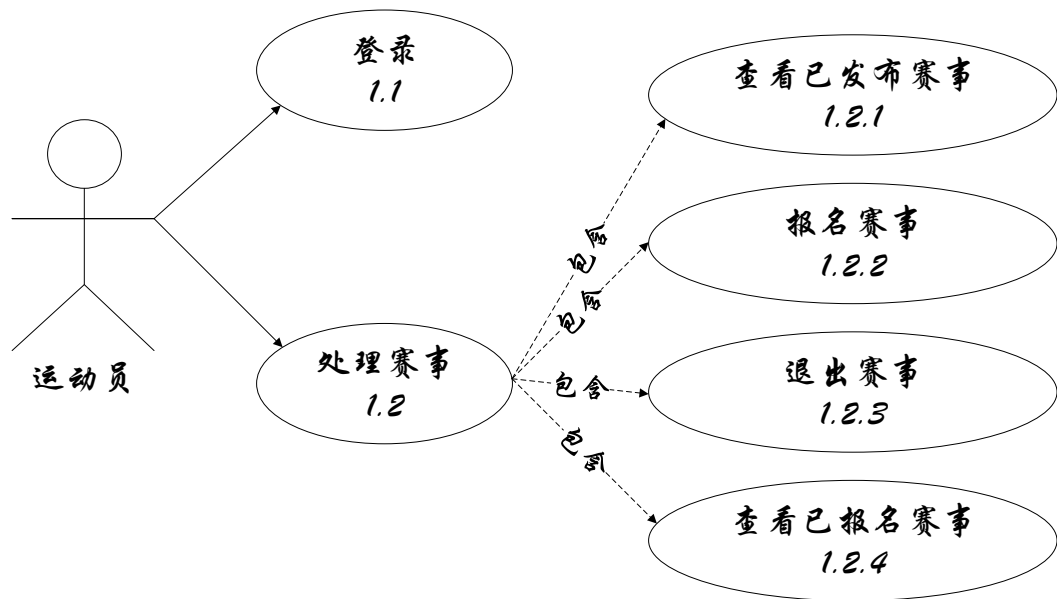 登录
1.1
查看已发布赛事
1.2.1
报名赛事
1.2.2
包含
包含
运动员
处理赛事
1.2
包含
退出赛事
1.2.3
包含
查看已报名赛事
1.2.4